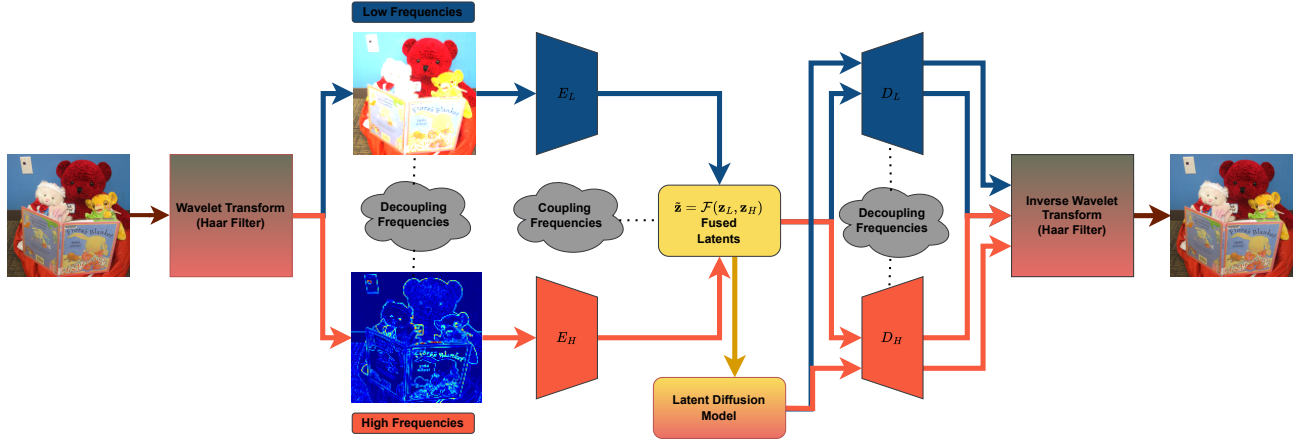 Low Frequencies
Wavelet Transform
(Haar Filter)
Decoupling
Frequencies
High Frequencies
E_L
E_H
Coupling
Frequencies
z̃ = F(z_L, z_H)
Fused
Latents
Latent Diffusion
Model
D_L
Decoupling
Frequencies
D_H
Inverse Wavelet
Transform
(Haar Filter)